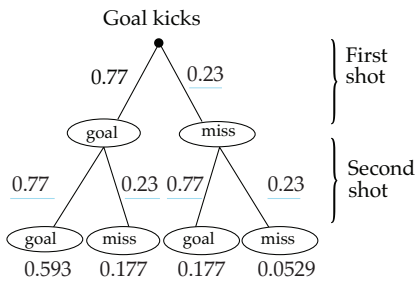 Goal kicks
First
shot
0.77 0.23
goal miss
Second
shot
0.77 0.23 0.77 0.23
goal miss goal miss
0.593 0.177 0.177 0.0529